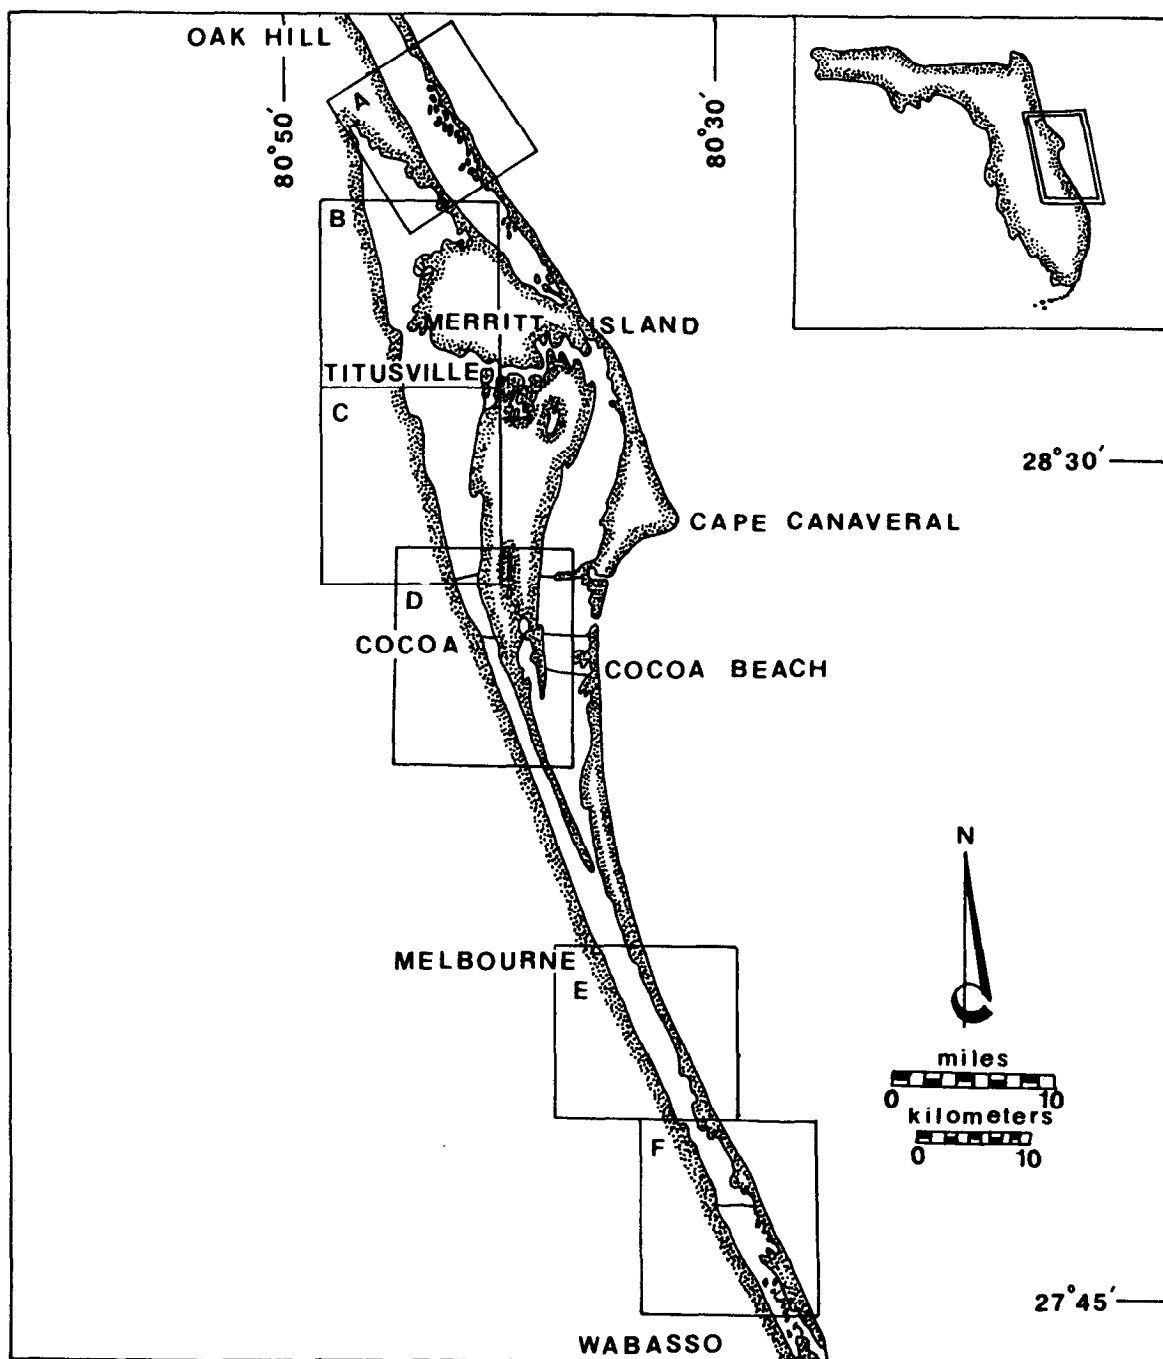 OAK HILL
80°50′
80°30′
A
B
MERRITT ISLAND
TITUSVILLE
C
28°30′
CAPE CANAVERAL
D
COCOA
COCOA BEACH
N
MELBOURNE
E
miles
0 10
kilometers
0 10
F
27°45′
WABASSO